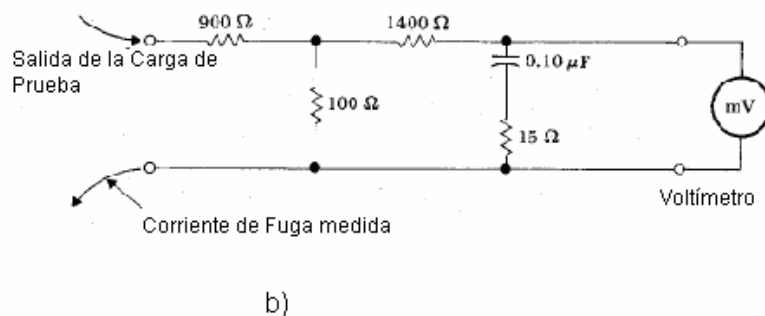 900 Ω
1400 Ω
Salida de la Carga de
Prueba
0.10 μF
100 Ω
mV
15 Ω
Voltímetro
Corriente de Fuga medida
b)